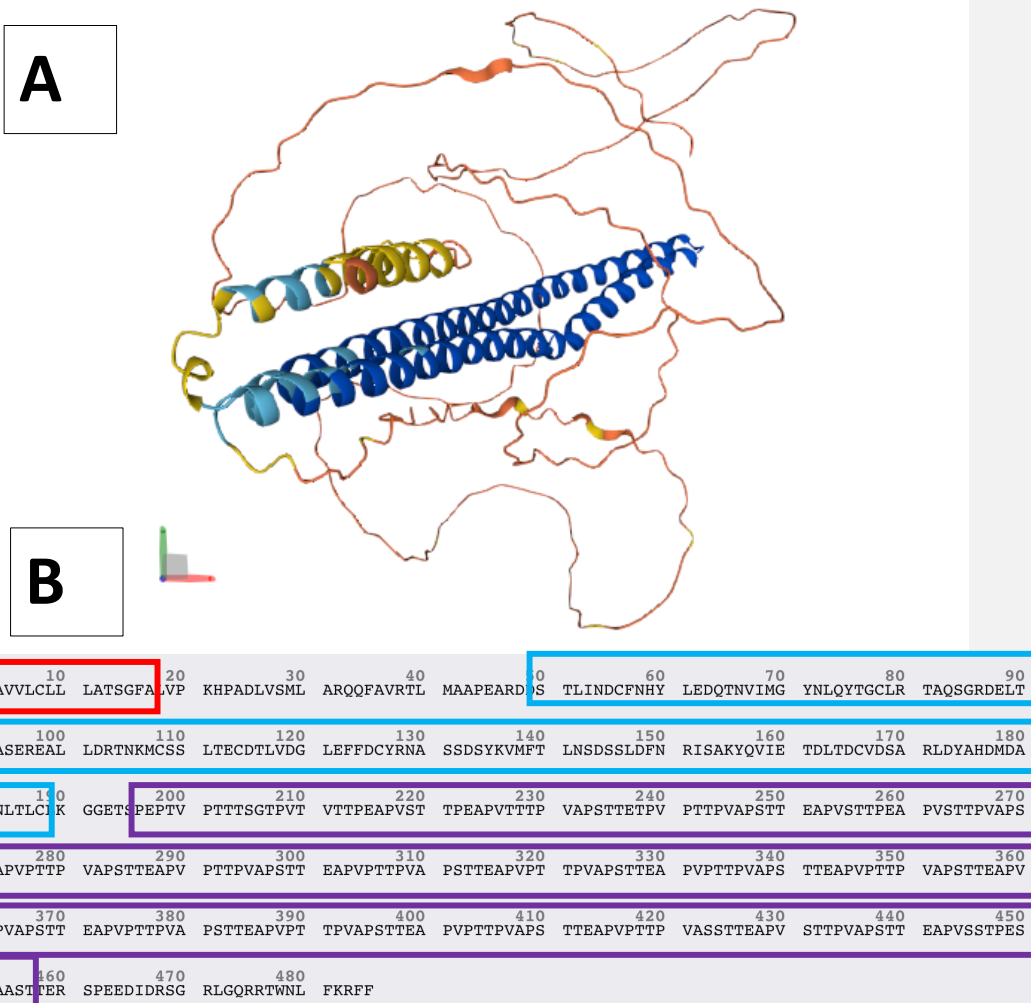 A
B
10 20 30 40 50 60 70 80 90
AVVLCLL LATSGFALVP KHPADLVSML ARQQFAVRTL MAAPEARDDS TLINDCFNHY LEDQTNVIMG YNLQYTGCLR TAQSGRDELT
100 110 120 130 140 150 160 170 180
ASEREAL LDRTNKMCSS LTECDTLVDG LEFFDCYRNA SSDSYKVMFT LNSDSSLDFN RISAKYQVIE TDLTDCVDSA RLDYAHDMDA
190 200 210 220 230 240 250 260 270
NLTLCEK GGETSPEPTV PTTTSGTPVT VTTPEAPVST TPEAPVTTTP VAPSTTETPV PTTPVAPSTT EAPVSTTPEA PVSTTPVAPS
280 290 300 310 320 330 340 350 360
APVPTTP VAPSTTEAPV PTTPVAPSTT EAPVPTTPVA PSTTEAPVPT TPVAPSTTEA PVPTTPVAPS TTEAPVPTTP VAPSTTEAPV
370 380 390 400 410 420 430 440 450
PVAPSTT EAPVPTTPVA PSTTEAPVPT TPVAPSTTEA PVPTTPVAPS TTEAPVPTTP VASSTTEAPV STTPVAPSTT EAPVSSTPES
460 470 480
AASTTER SPEEDIDRSG RLGQRRTWNL FKRFF